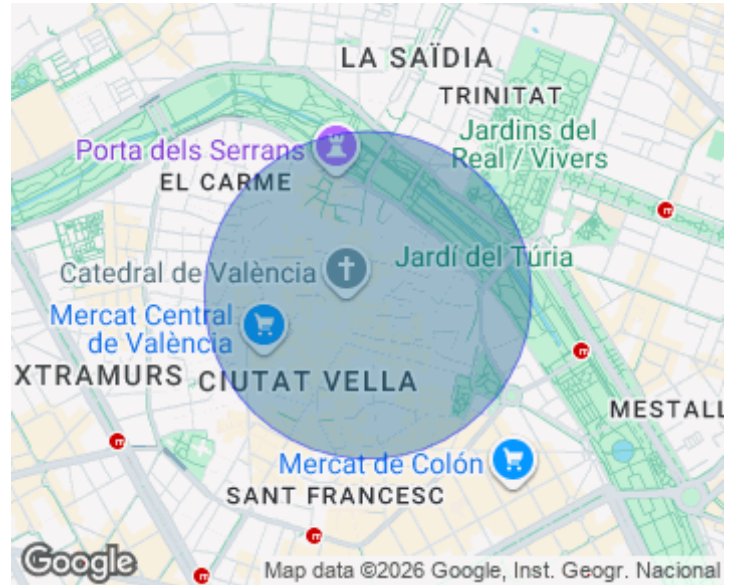 LA SAÏDIA
TRINITAT
Jardins del
Real / Vivers
Porta dels Serrans
EL CARME
Catedral de València
Jardí del Túria
Mercat Central
de València
XTRAMURS
CIUTAT VELLA
MESTALL
Mercat de Colón
SANT FRANCESC
Google
Map data ©2026 Google, Inst. Geogr. Nacional